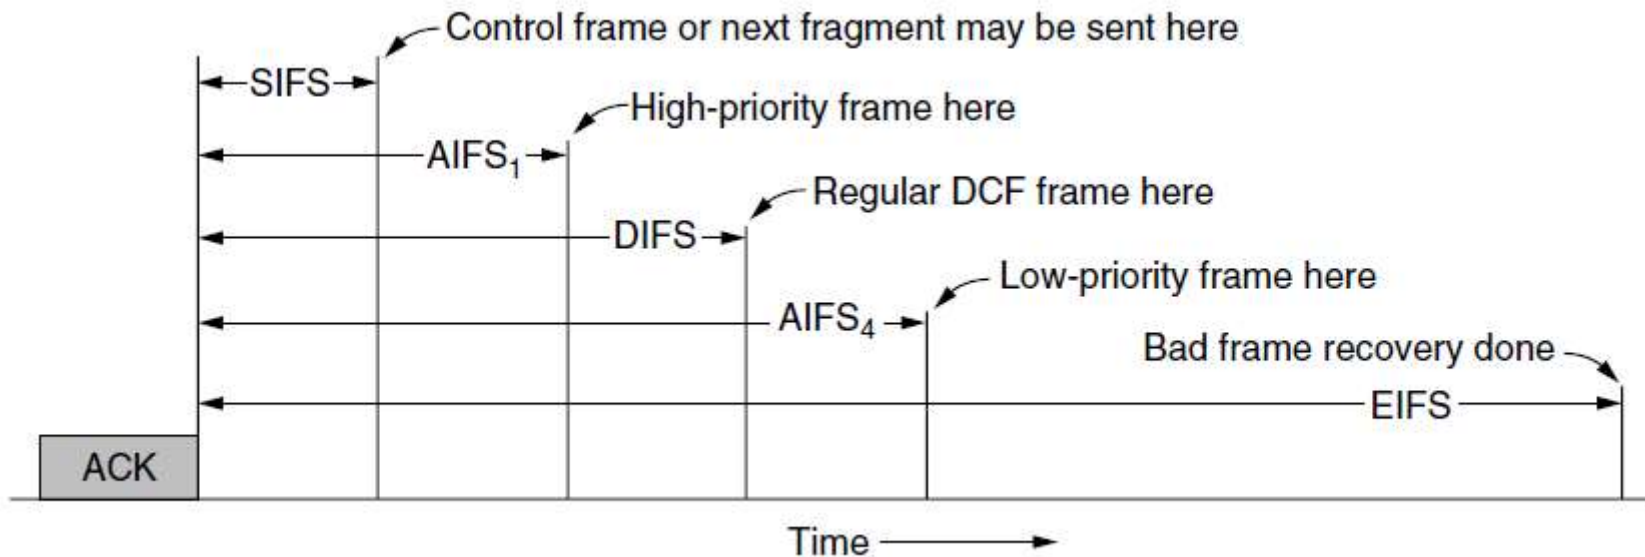 Control frame or next fragment may be sent here
SIFS
High-priority frame here
AIFS₁
Regular DCF frame here
DIFS
Low-priority frame here
AIFS₄
Bad frame recovery done
EIFS
ACK
Time